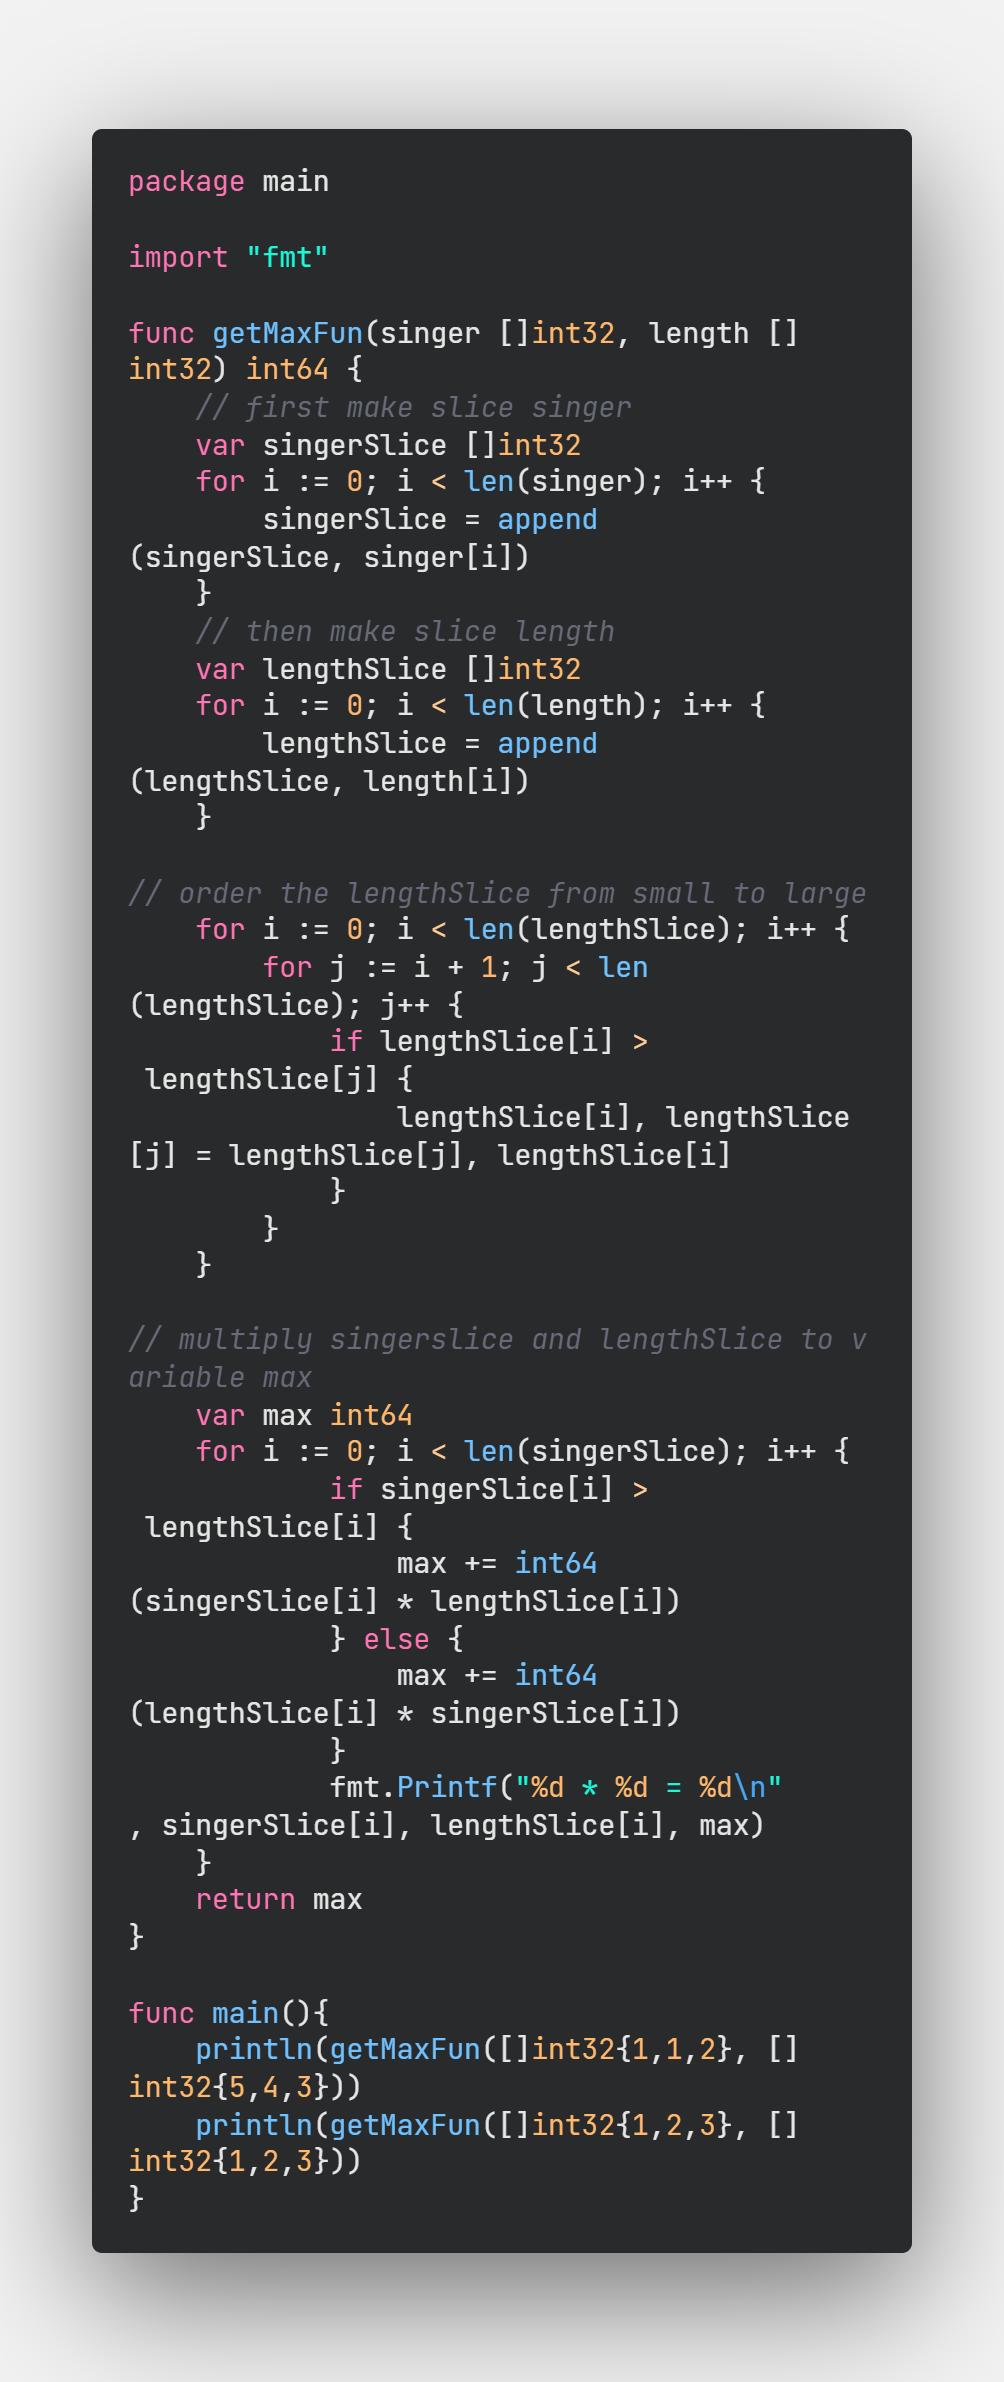 package main

import "fmt"

func getMaxFun(singer []int32, length []
int32) int64 {
    // first make slice singer
    var singerSlice []int32
    for i := 0; i < len(singer); i++ {
        singerSlice = append
(singerSlice, singer[i])
    }
    // then make slice length
    var lengthSlice []int32
    for i := 0; i < len(length); i++ {
        lengthSlice = append
(lengthSlice, length[i])
    }

// order the lengthSlice from small to large
    for i := 0; i < len(lengthSlice); i++ {
        for j := i + 1; j < len
(lengthSlice); j++ {
            if lengthSlice[i] >
 lengthSlice[j] {
                lengthSlice[i], lengthSlice
[j] = lengthSlice[j], lengthSlice[i]
            }
        }
    }

// multiply singerslice and lengthSlice to v
ariable max
    var max int64
    for i := 0; i < len(singerSlice); i++ {
            if singerSlice[i] >
 lengthSlice[i] {
                max += int64
(singerSlice[i] * lengthSlice[i])
            } else {
                max += int64
(lengthSlice[i] * singerSlice[i])
            }
            fmt.Printf("%d * %d = %d\n"
, singerSlice[i], lengthSlice[i], max)
    }
    return max
}

func main(){
    println(getMaxFun([]int32{1,1,2}, []
int32{5,4,3}))
    println(getMaxFun([]int32{1,2,3}, []
int32{1,2,3}))
}